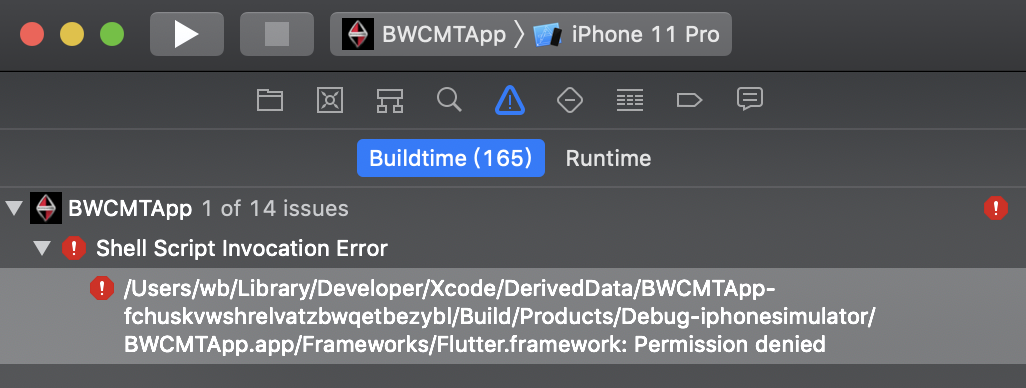 BWCMTApp 〉 iPhone 11 Pro
Buildtime (165) Runtime
BWCMTApp 1 of 14 issues
Shell Script Invocation Error
/Users/wb/Library/Developer/Xcode/DerivedData/BWCMTApp-
fchuskvwshrelvatzbwqetbezybl/Build/Products/Debug-iphonesimulator/
BWCMTApp.app/Frameworks/Flutter.framework: Permission denied